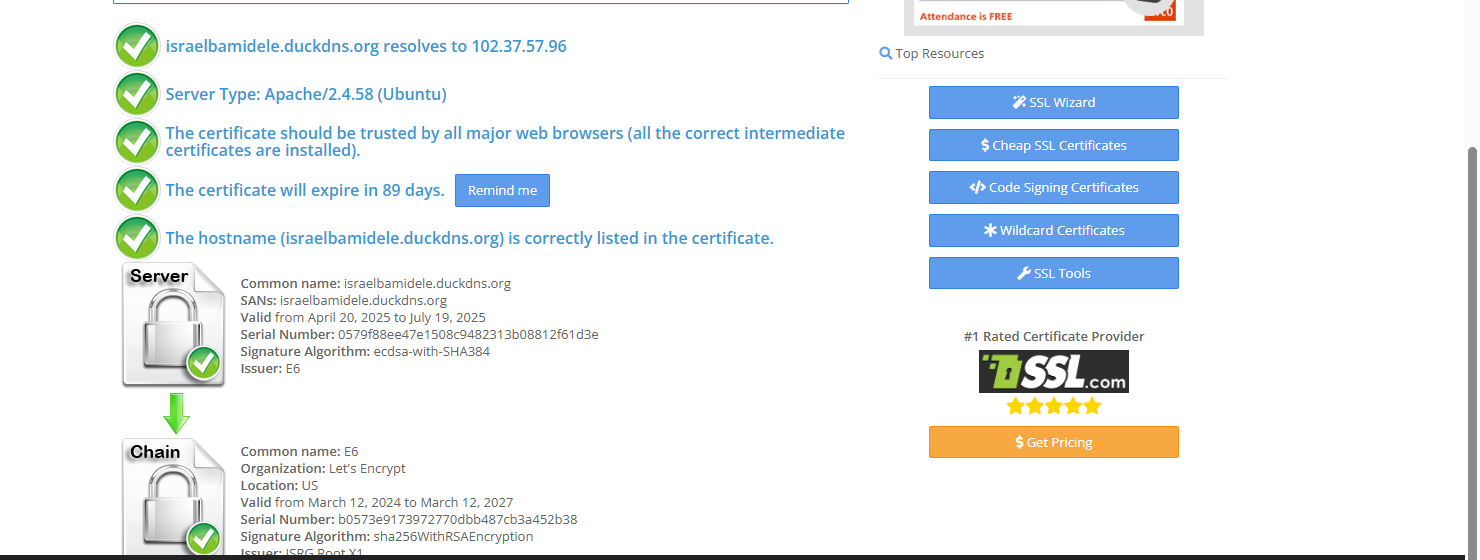 israelbamidele.duckdns.org resolves to 102.37.57.96
Server Type: Apache/2.4.58 (Ubuntu)
The certificate should be trusted by all major web browsers (all the correct intermediate
certificates are installed).
The certificate will expire in 89 days.
Remind me
The hostname (israelbamidele.duckdns.org) is correctly listed in the certificate.
Server
Common name: israelbamidele.duckdns.org
SANs: israelbamidele.duckdns.org
Valid from April 20, 2025 to July 19, 2025
Serial Number: 0579f88ee47e1508c9482313b08812f61d3e
Signature Algorithm: ecdsa-with-SHA384
Issuer: E6
Chain
Common name: E6
Organization: Let's Encrypt
Location: US
Valid from March 12, 2024 to March 12, 2027
Serial Number: b0573e9173972770dbb487cb3a452b38
Signature Algorithm: sha256WithRSAEncryption
Issuer: ISRG Root X1
Attendance is FREE
Top Resources
SSL Wizard
Cheap SSL Certificates
Code Signing Certificates
Wildcard Certificates
SSL Tools
#1 Rated Certificate Provider
SSL.com
Get Pricing